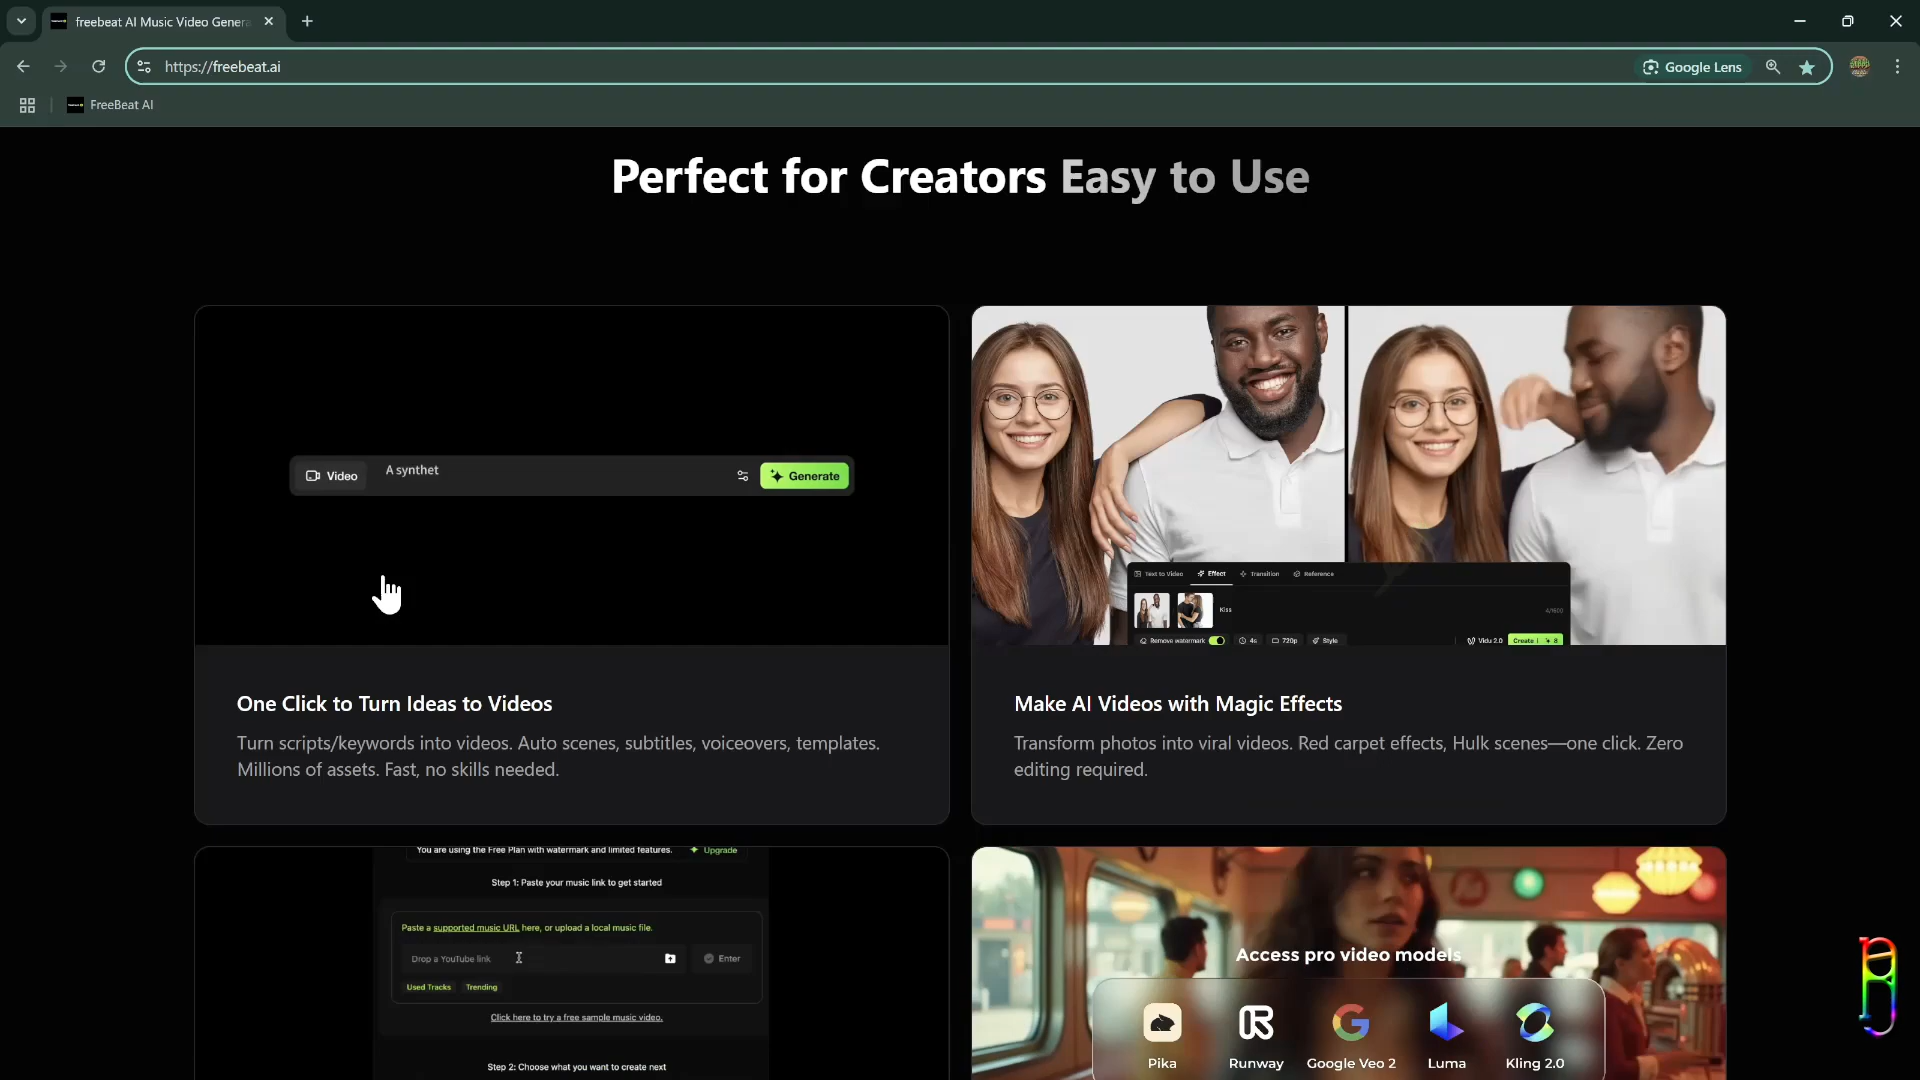 freebeat AI Music Video Genera
https://freebeat.ai
Google Lens
FreeBeat AI
Perfect for Creators Easy to Use
Video
A synthet
Generate
Text to Video
Effect
Transition
Reference
Kiss
4/1600
Remove watermark
4s
720p
Style
Vidu 2.0
Create
8
One Click to Turn Ideas to Videos
Turn scripts/keywords into videos. Auto scenes, subtitles, voiceovers, templates.
Millions of assets. Fast, no skills needed.
Make AI Videos with Magic Effects
Transform photos into viral videos. Red carpet effects, Hulk scenes—one click. Zero
editing required.
You are using the Free Plan with watermark and limited features.
Upgrade
Step 1: Paste your music link to get started
Paste a supported music URL here, or upload a local music file.
Drop a YouTube link
Enter
Used Tracks
Trending
Click here to try a free sample music video.
Step 2: Choose what you want to create next
Access pro video models
Pika
Runway
Google Veo 2
Luma
Kling 2.0